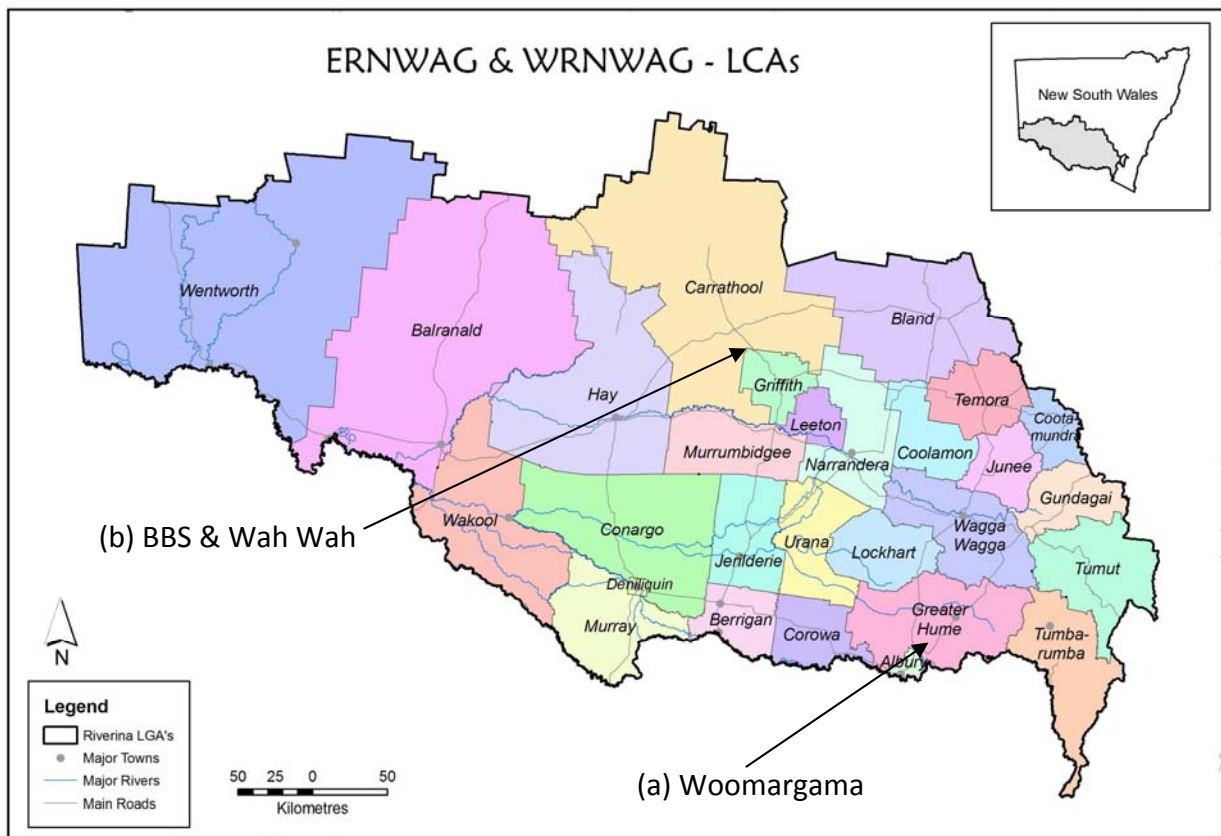 ERNWAG & WRNWAG - LCAs
New South Wales
Wentworth
Balranald
Carrathool
Bland
Hay
Griffith
Leeton
Temora
Coota-
mundra
Murrumbidgee
Narrandera
Coolamon
Junee
Gundagai
(b) BBS & Wah Wah
Wakool
Conargo
Jerilderie
Urana
Lockhart
Wagga
Wagga
Tumut
Deniliquin
Murray
Berrigan
Corowa
Greater
Hume
Albury
Tumba-
rumba
N
Legend
Riverina LGA's
Major Towns
Major Rivers
Main Roads
50 25 0 50
Kilometres
(a) Woomargama